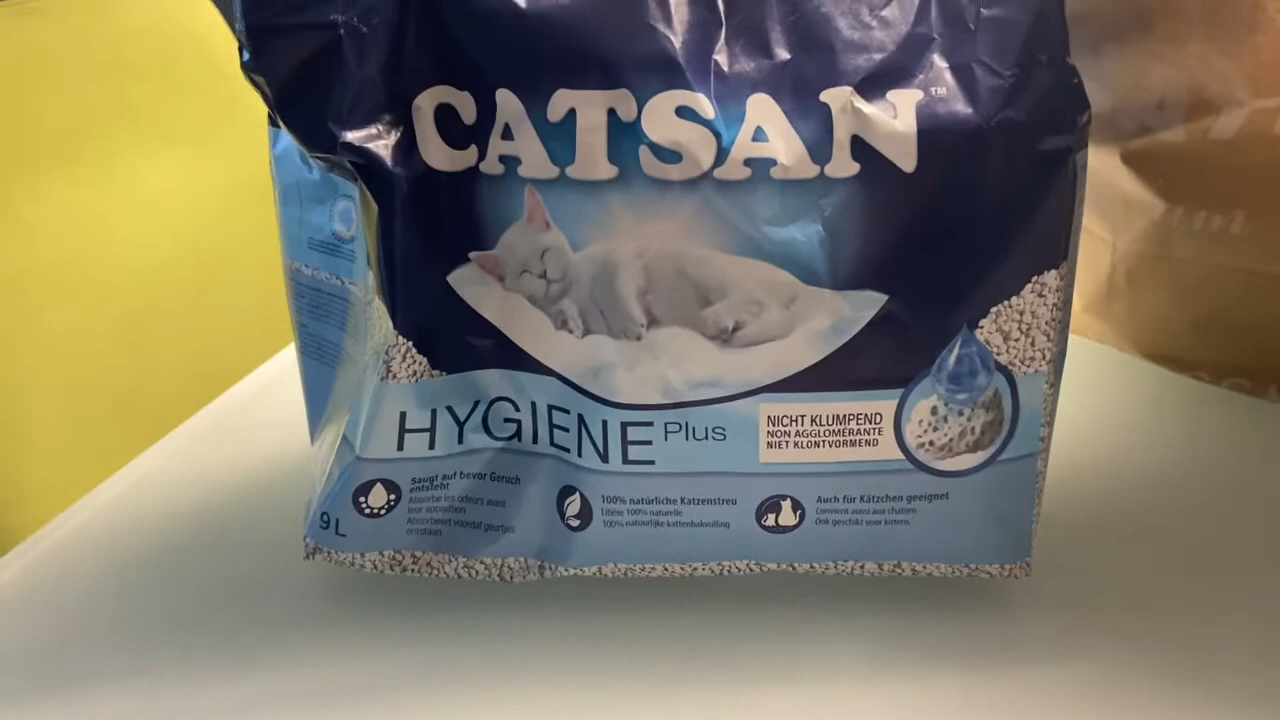 CATSAN™
HYGIENE Plus
NICHT KLUMPEND
NON AGGLOMÉRANTE
NIET KLONTVORMEND
Saugt auf bevor Geruch
entsteht
Absorbe les odeurs avant
leur apparition
Absorbeert voordat geurtjes
ontstaan
100% natürliche Katzenstreu
Litière 100% naturelle
100% natuurlijke kattenbakvulling
Auch für Kätzchen geeignet
Convient aussi aux chatons
Ook geschikt voor kittens
9 L